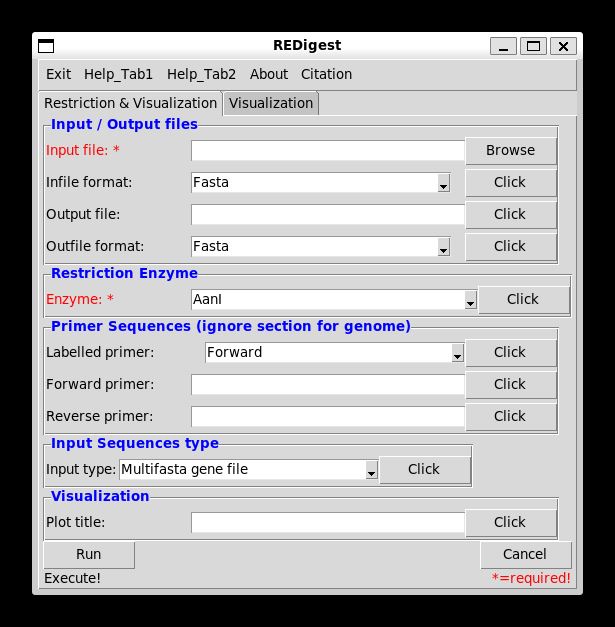 REDigest
Exit Help_Tab1 Help_Tab2 About Citation
Restriction & Visualization Visualization
Input / Output files
Input file: * Browse
Infile format: Fasta Click
Output file: Click
Outfile format: Fasta Click
Restriction Enzyme
Enzyme: * AanI Click
Primer Sequences (ignore section for genome)
Labelled primer: Forward Click
Forward primer: Click
Reverse primer: Click
Input Sequences type
Input type: Multifasta gene file Click
Visualization
Plot title: Click
Run Cancel
Execute! *=required!